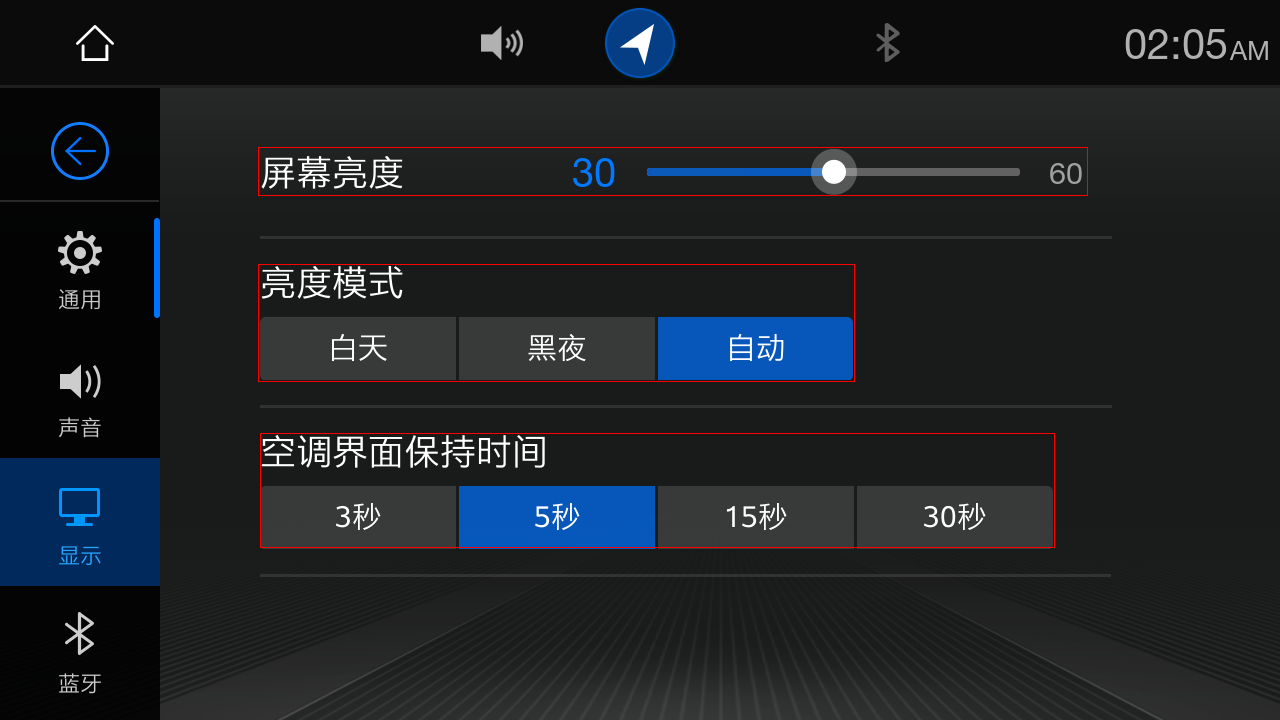 02:05AM
屏幕亮度 30 60
通用
亮度模式
白天 黑夜 自动
声音
空调界面保持时间
3秒 5秒 15秒 30秒
显示
蓝牙